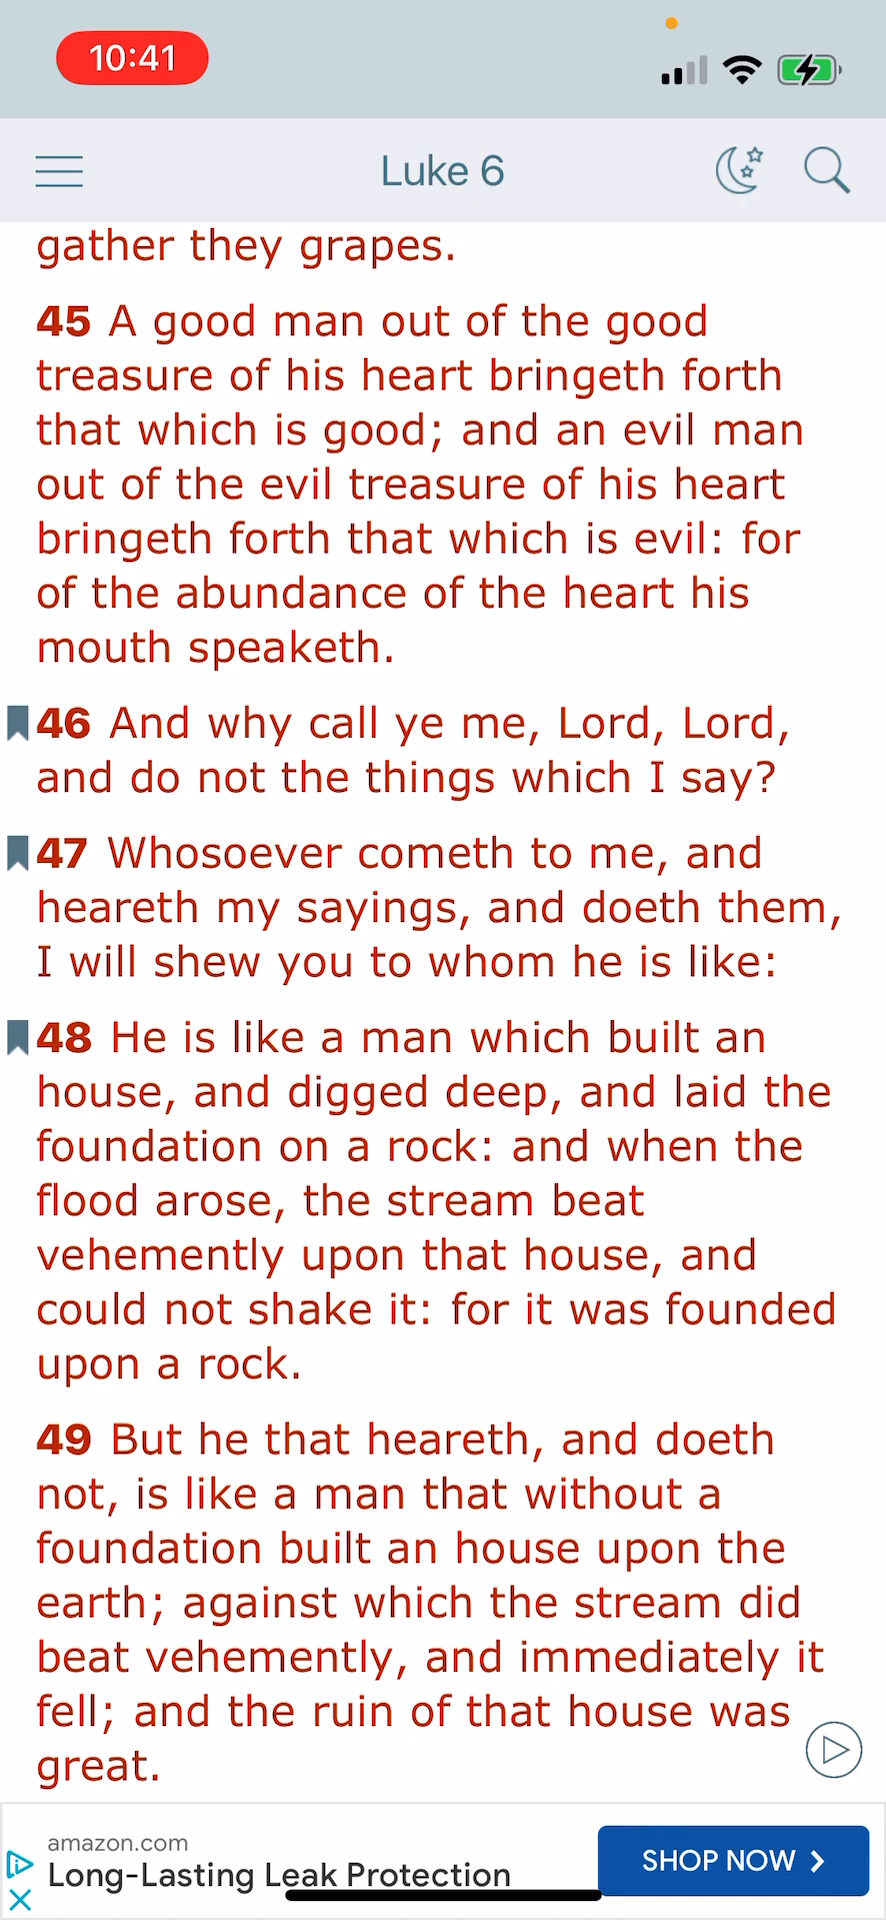 10:41
Luke 6
gather they grapes.
45 A good man out of the good
treasure of his heart bringeth forth
that which is good; and an evil man
out of the evil treasure of his heart
bringeth forth that which is evil: for
of the abundance of the heart his
mouth speaketh.
46 And why call ye me, Lord, Lord,
and do not the things which I say?
47 Whosoever cometh to me, and
heareth my sayings, and doeth them,
I will shew you to whom he is like:
48 He is like a man which built an
house, and digged deep, and laid the
foundation on a rock: and when the
flood arose, the stream beat
vehemently upon that house, and
could not shake it: for it was founded
upon a rock.
49 But he that heareth, and doeth
not, is like a man that without a
foundation built an house upon the
earth; against which the stream did
beat vehemently, and immediately it
fell; and the ruin of that house was
great.
amazon.com
Long-Lasting Leak Protection
SHOP NOW